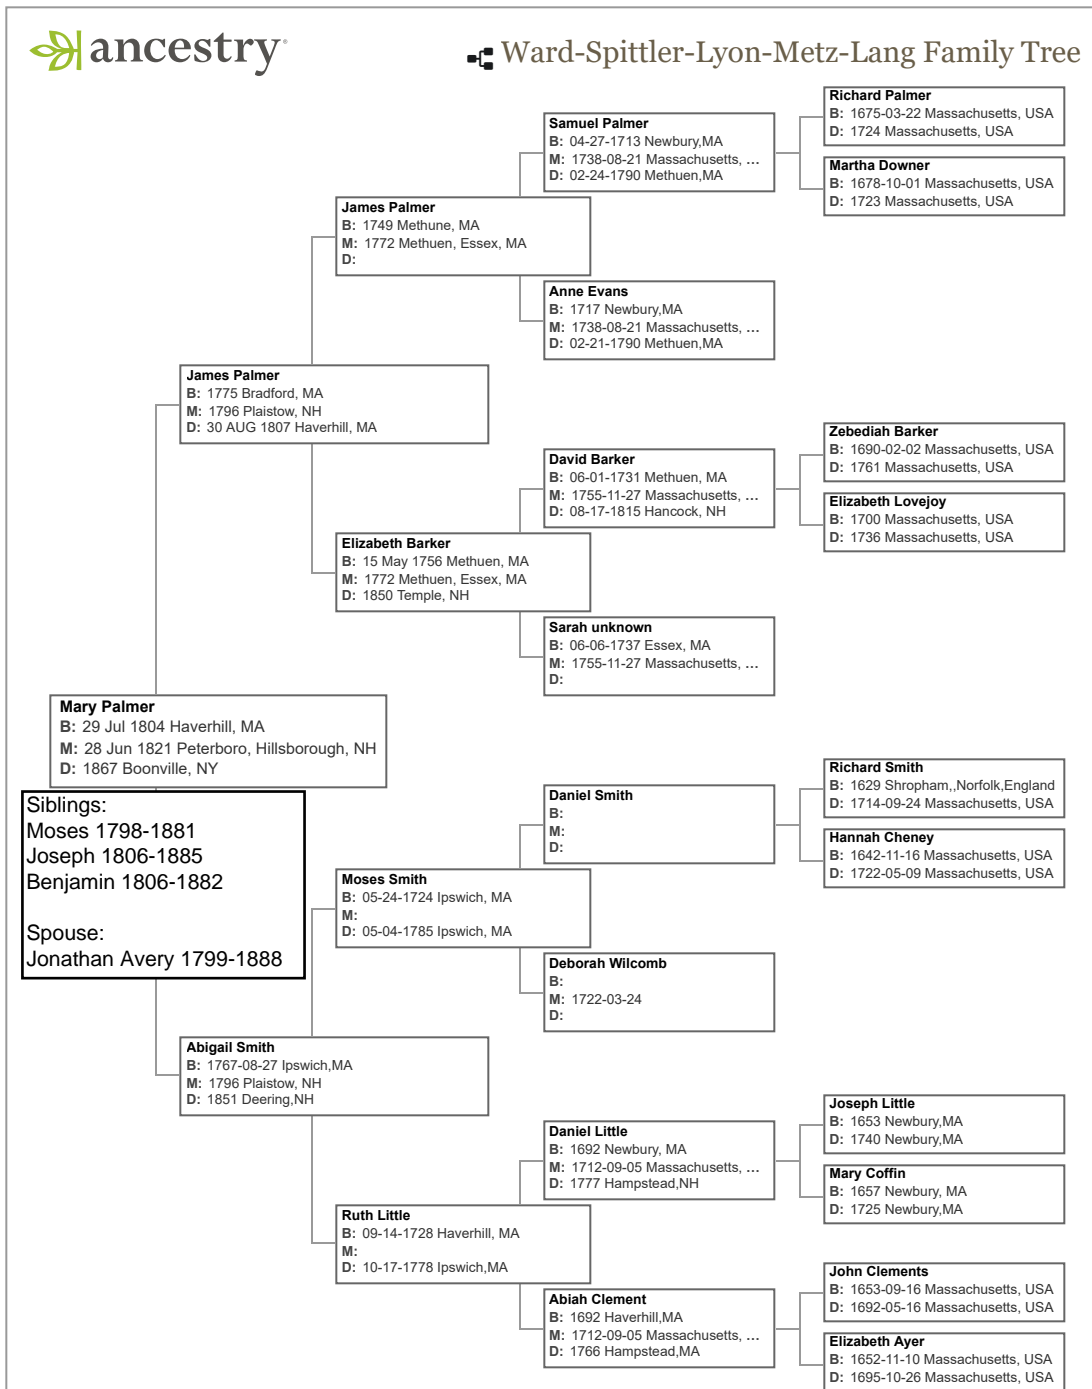 ancestry
Ward-Spittler-Lyon-Metz-Lang Family Tree
Richard Palmer
B: 1675-03-22 Massachusetts, USA
D: 1724 Massachusetts, USA
Samuel Palmer
B: 04-27-1713 Newbury,MA
M: 1738-08-21 Massachusetts, ...
D: 02-24-1790 Methuen,MA
Martha Downer
B: 1678-10-01 Massachusetts, USA
D: 1723 Massachusetts, USA
James Palmer
B: 1749 Methune, MA
M: 1772 Methuen, Essex, MA
D:
Anne Evans
B: 1717 Newbury,MA
M: 1738-08-21 Massachusetts, ...
D: 02-21-1790 Methuen,MA
James Palmer
B: 1775 Bradford, MA
M: 1796 Plaistow, NH
D: 30 AUG 1807 Haverhill, MA
Zebediah Barker
B: 1690-02-02 Massachusetts, USA
D: 1761 Massachusetts, USA
David Barker
B: 06-01-1731 Methuen, MA
M: 1755-11-27 Massachusetts, ...
D: 08-17-1815 Hancock, NH
Elizabeth Lovejoy
B: 1700 Massachusetts, USA
D: 1736 Massachusetts, USA
Elizabeth Barker
B: 15 May 1756 Methuen, MA
M: 1772 Methuen, Essex, MA
D: 1850 Temple, NH
Sarah unknown
B: 06-06-1737 Essex, MA
M: 1755-11-27 Massachusetts, ...
D:
Mary Palmer
B: 29 Jul 1804 Haverhill, MA
M: 28 Jun 1821 Peterboro, Hillsborough, NH
D: 1867 Boonville, NY
Siblings:
Moses 1798-1881
Joseph 1806-1885
Benjamin 1806-1882
Spouse:
Jonathan Avery 1799-1888
Richard Smith
B: 1629 Shropham,,Norfolk,England
D: 1714-09-24 Massachusetts, USA
Daniel Smith
B:
M:
D:
Hannah Cheney
B: 1642-11-16 Massachusetts, USA
D: 1722-05-09 Massachusetts, USA
Moses Smith
B: 05-24-1724 Ipswich, MA
M:
D: 05-04-1785 Ipswich, MA
Deborah Wilcomb
B:
M: 1722-03-24
D:
Abigail Smith
B: 1767-08-27 Ipswich,MA
M: 1796 Plaistow, NH
D: 1851 Deering,NH
Joseph Little
B: 1653 Newbury,MA
D: 1740 Newbury,MA
Daniel Little
B: 1692 Newbury, MA
M: 1712-09-05 Massachusetts, ...
D: 1777 Hampstead,NH
Mary Coffin
B: 1657 Newbury, MA
D: 1725 Newbury,MA
Ruth Little
B: 09-14-1728 Haverhill, MA
M:
D: 10-17-1778 Ipswich,MA
John Clements
B: 1653-09-16 Massachusetts, USA
D: 1692-05-16 Massachusetts, USA
Abiah Clement
B: 1692 Haverhill,MA
M: 1712-09-05 Massachusetts, ...
D: 1766 Hampstead,MA
Elizabeth Ayer
B: 1652-11-10 Massachusetts, USA
D: 1695-10-26 Massachusetts, USA